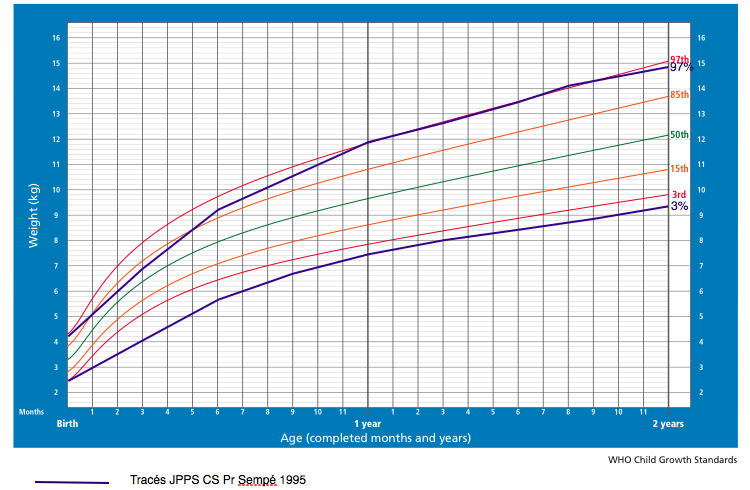 16 16
97th
15 15
97%
14 14
85th
13 13
50th
12 12
11 11
15th
10 10
3rd
3%
9 9
8 8
7 7
6 6
5 5
4 4
3 3
2 2
Weight (kg)
Months 1 2 3 4 5 6 7 8 9 10 11 1 2 3 4 5 6 7 8 9 10 11
Birth 1 year 2 years
Age (completed months and years)
WHO Child Growth Standards
Tracés JPPS CS Pr Sempé 1995